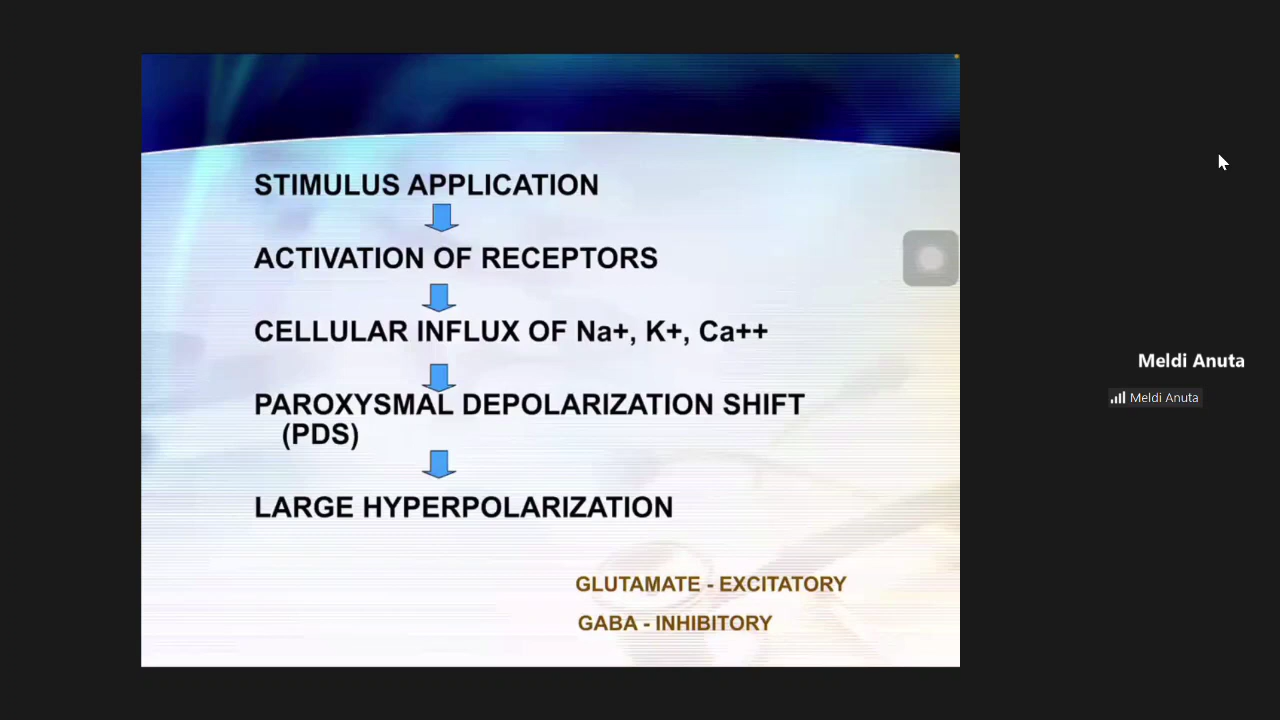 STIMULUS APPLICATION
ACTIVATION OF RECEPTORS
CELLULAR INFLUX OF Na+, K+, Ca++
PAROXYSMAL DEPOLARIZATION SHIFT
(PDS)
LARGE HYPERPOLARIZATION
GLUTAMATE - EXCITATORY
GABA - INHIBITORY
Meldi Anuta
Meldi Anuta